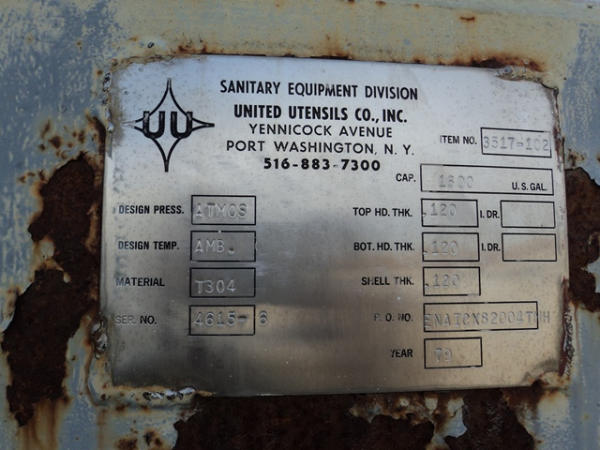 UU
SANITARY EQUIPMENT DIVISION
UNITED UTENSILS CO., INC.
YENNICOCK AVENUE
PORT WASHINGTON, N. Y.
516-883-7300
ITEM NO. 3517-102
CAP. 1600 U.S. GAL.
DESIGN PRESS. ATMOS TOP HD. THK. .120 I.DR.
DESIGN TEMP. AMB. BOT. HD. THK. .120 I.DR.
MATERIAL T304 SHELL THK. .120
SER. NO. 4615-6 P.O. NO.
YEAR 79